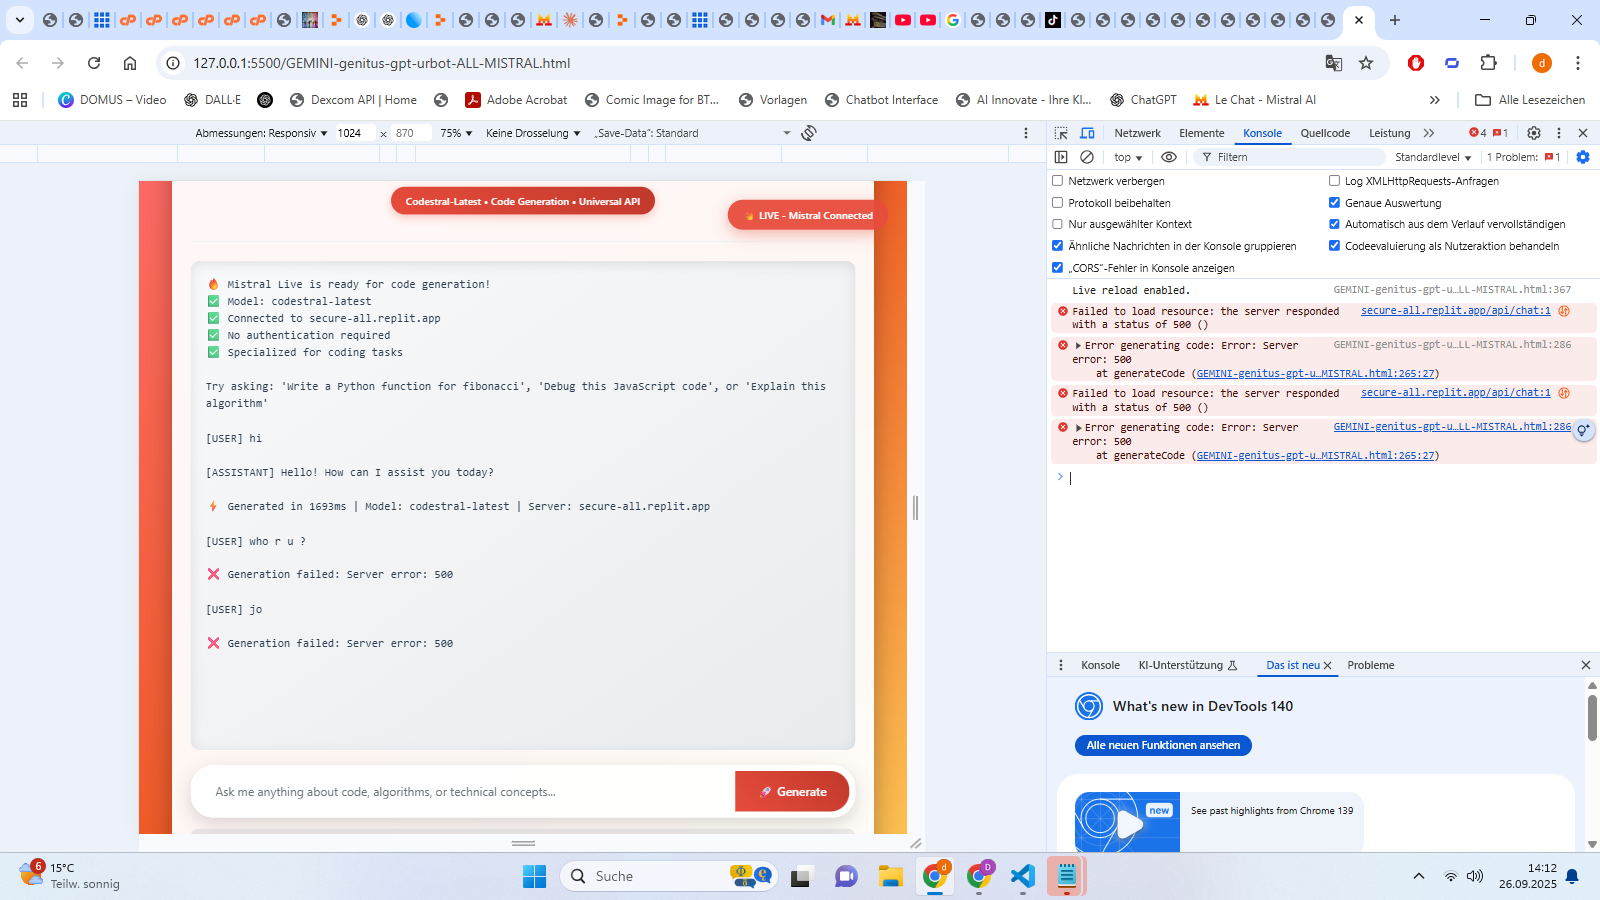 127.0.0.1:5500/GEMINI-genitus-gpt-urbot-ALL-MISTRAL.html
d
DOMUS – Video
DALL·E
Dexcom API | Home
Adobe Acrobat
Comic Image for BT...
Vorlagen
Chatbot Interface
AI Innovate - Ihre KI...
ChatGPT
Le Chat - Mistral AI
Alle Lesezeichen
Abmessungen: Responsiv 1024 x 870 75% Keine Drosselung „Save-Data“: Standard
Netzwerk Elemente Konsole Quellcode Leistung 4 1
top Filtern Standardlevel 1 Problem: 1
Netzwerk verbergen
Log XMLHttpRequests-Anfragen
Protokoll beibehalten
Genaue Auswertung
Nur ausgewählter Kontext
Automatisch aus dem Verlauf vervollständigen
Ähnliche Nachrichten in der Konsole gruppieren
Codeevaluierung als Nutzeraktion behandeln
„CORS“-Fehler in Konsole anzeigen
Live reload enabled. GEMINI-genitus-gpt-u…LL-MISTRAL.html:367
Failed to load resource: the server responded secure-all.replit.app/api/chat:1
with a status of 500 ()
Error generating code: Error: Server GEMINI-genitus-gpt-u…LL-MISTRAL.html:286
error: 500
at generateCode (GEMINI-genitus-gpt-u…MISTRAL.html:265:27)
Failed to load resource: the server responded secure-all.replit.app/api/chat:1
with a status of 500 ()
Error generating code: Error: Server GEMINI-genitus-gpt-u…LL-MISTRAL.html:286
error: 500
at generateCode (GEMINI-genitus-gpt-u…MISTRAL.html:265:27)
Codestral-Latest • Code Generation • Universal API
🔥 LIVE - Mistral Connected
🔥 Mistral Live is ready for code generation!
✅ Model: codestral-latest
✅ Connected to secure-all.replit.app
✅ No authentication required
✅ Specialized for coding tasks
Try asking: 'Write a Python function for fibonacci', 'Debug this JavaScript code', or 'Explain this
algorithm'
[USER] hi
[ASSISTANT] Hello! How can I assist you today?
⚡ Generated in 1693ms | Model: codestral-latest | Server: secure-all.replit.app
[USER] who r u ?
❌ Generation failed: Server error: 500
[USER] jo
❌ Generation failed: Server error: 500
Ask me anything about code, algorithms, or technical concepts...
🚀 Generate
Konsole KI-Unterstützung Das ist neu Probleme
What's new in DevTools 140
Alle neuen Funktionen ansehen
new
See past highlights from Chrome 139
6
15°C
Teilw. sonnig
Suche
d
D
14:12
26.09.2025